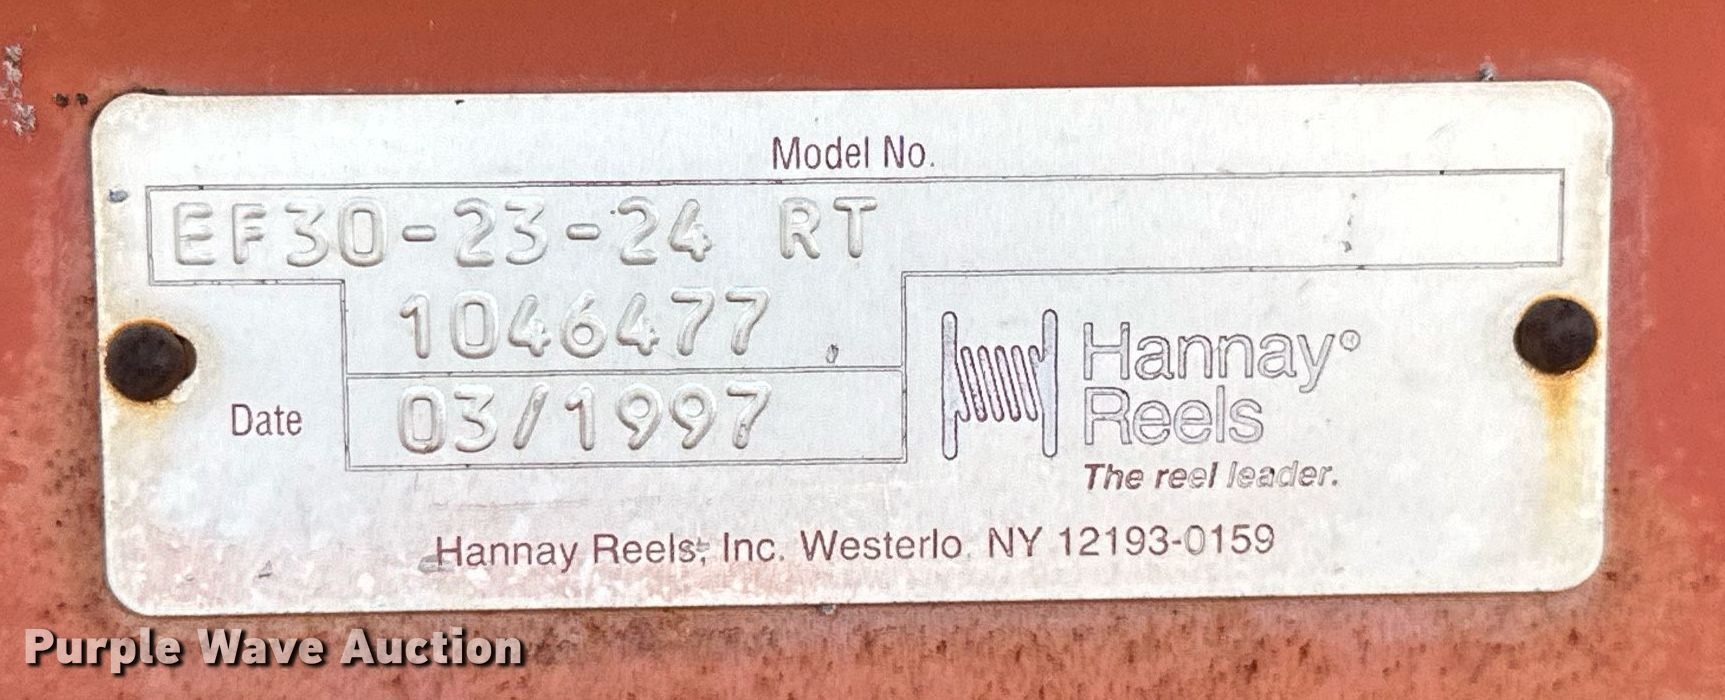 Model No.
EF30-23-24 RT
1046477
Date 03/1997
Hannay®
Reels
The reel leader.
Hannay Reels, Inc. Westerlo, NY 12193-0159
Purple Wave Auction